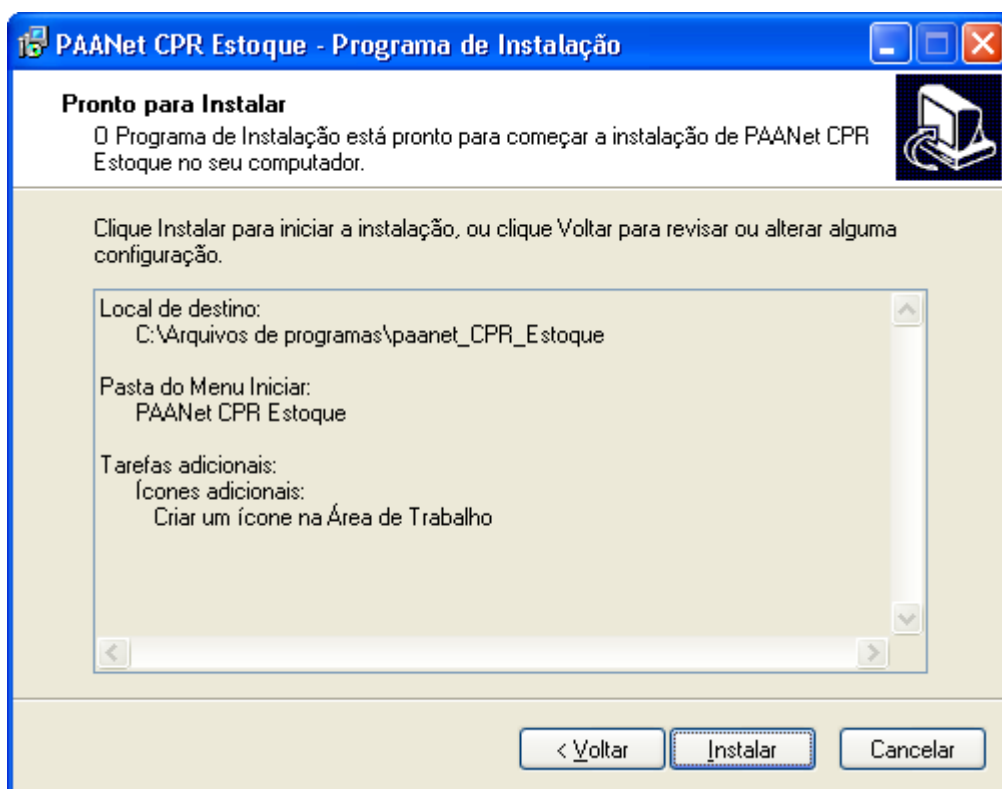 PAANet CPR Estoque - Programa de Instalação
Pronto para Instalar
O Programa de Instalação está pronto para começar a instalação de PAANet CPR
Estoque no seu computador.
Clique Instalar para iniciar a instalação, ou clique Voltar para revisar ou alterar alguma
configuração.
Local de destino:
C:\Arquivos de programas\paanet_CPR_Estoque
Pasta do Menu Iniciar:
PAANet CPR Estoque
Tarefas adicionais:
Ícones adicionais:
Criar um ícone na Área de Trabalho
< Voltar
Instalar
Cancelar